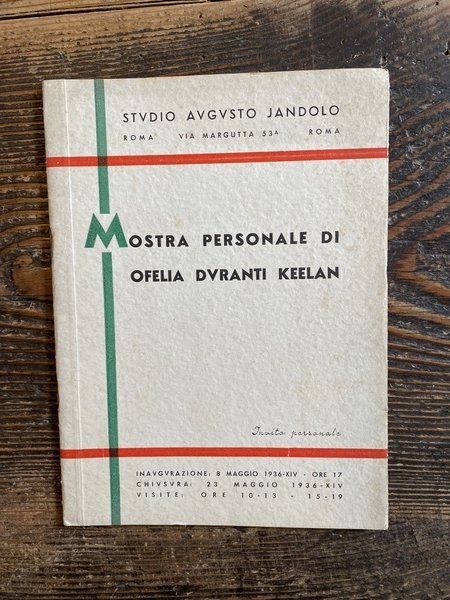 STVDIO AVGVSTO JANDOLO
ROMA VIA MARGUTTA 53A ROMA
MOSTRA PERSONALE DI
OFELIA DVRANTI KEELAN
Invito personale
INAVGVRAZIONE: 8 MAGGIO 1936-XIV - ORE 17
CHIVSVRA: 23 MAGGIO 1936-XIV
VISITE: ORE 10-13 - 15-19